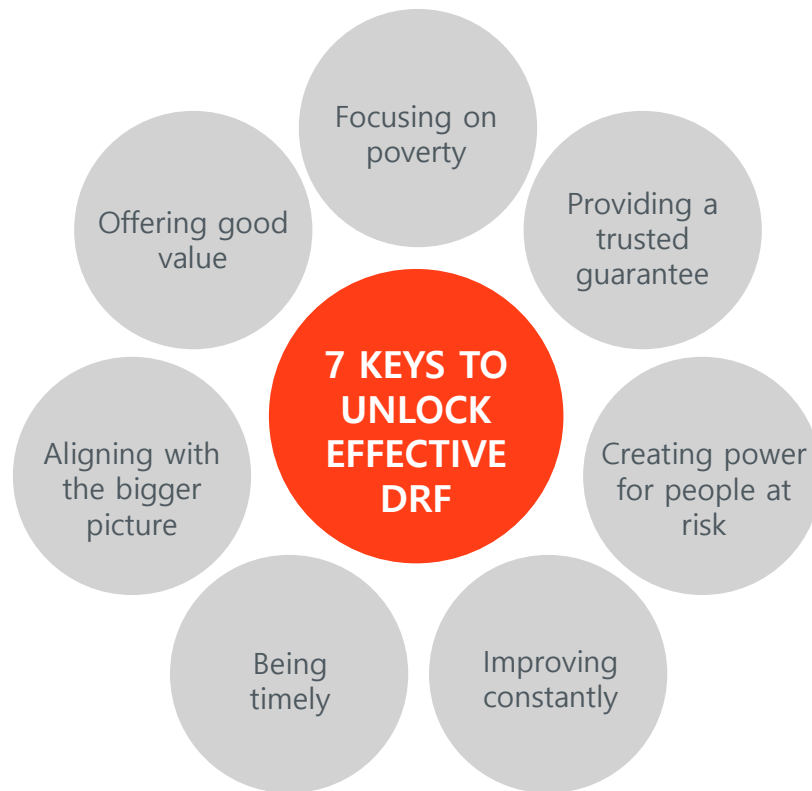 Focusing on
poverty
Providing a
trusted
guarantee
Creating power
for people at
risk
Improving
constantly
Being
timely
Aligning with
the bigger
picture
Offering good
value
7 KEYS TO
UNLOCK
EFFECTIVE
DRF